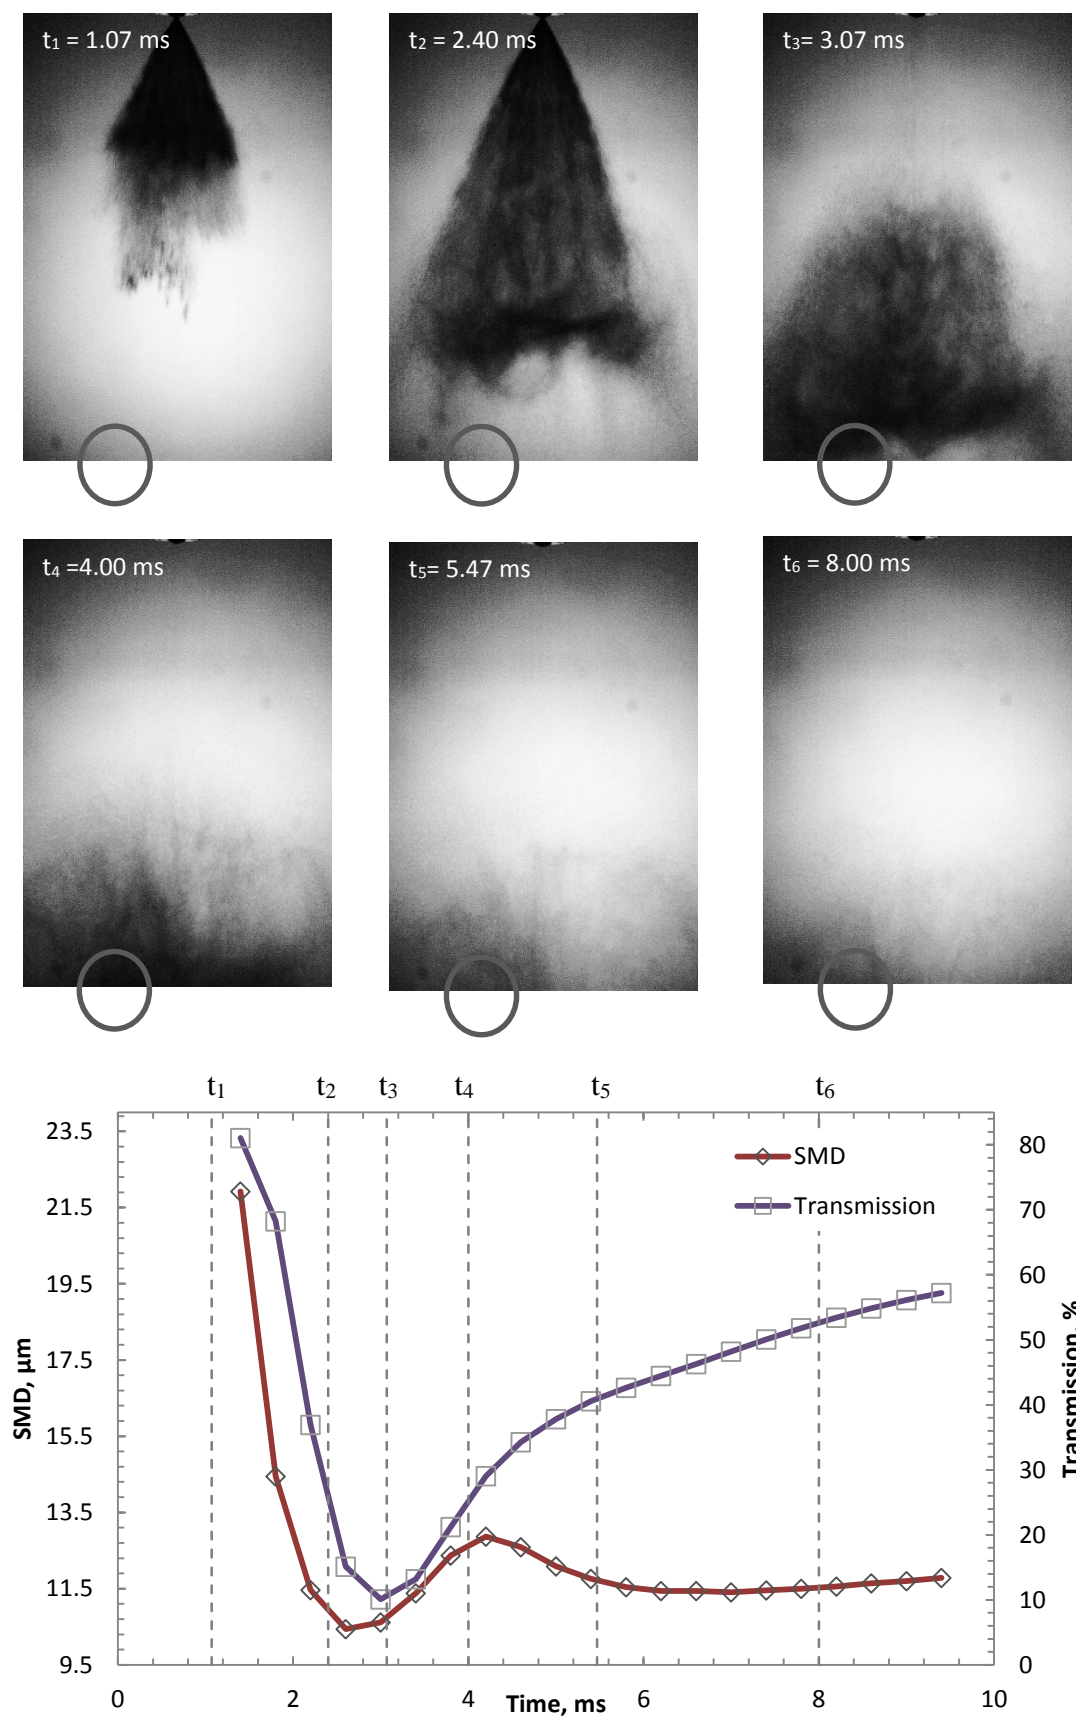 t₁ = 1.07 ms
t₂ = 2.40 ms
t₃= 3.07 ms
t₄ =4.00 ms
t₅= 5.47 ms
t₆ = 8.00 ms
t₁ t₂ t₃ t₄ t₅ t₆
SMD
Transmission
23.5
21.5
19.5
17.5
15.5
13.5
11.5
9.5
SMD, µm
80
70
60
50
40
30
20
10
0
Transmission, %
0 2 4 6 8 10
Time, ms